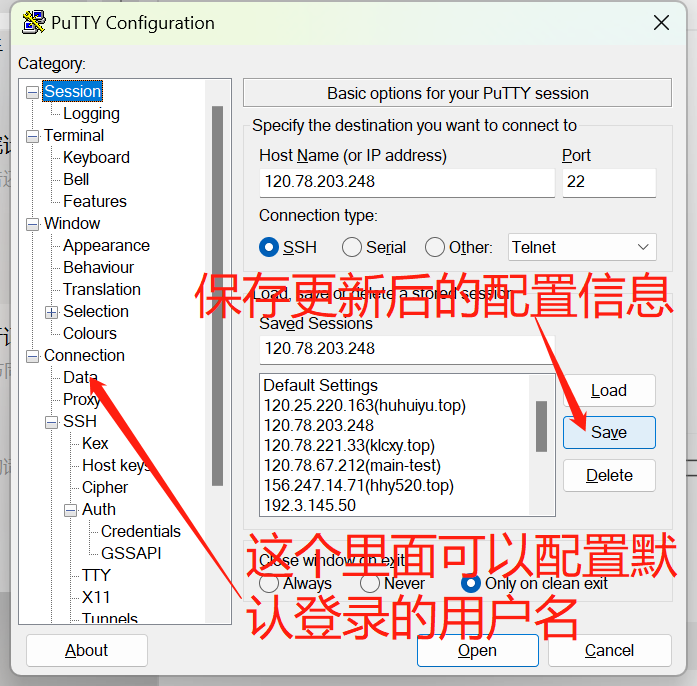 PuTTY Configuration
Category:
Session
Logging
Terminal
Keyboard
Bell
Features
Window
Appearance
Behaviour
Translation
Selection
Colours
Connection
Data
Proxy
SSH
Kex
Host keys
Cipher
Auth
Credentials
GSSAPI
TTY
X11
Tunnels
Basic options for your PuTTY session
Specify the destination you want to connect to
Host Name (or IP address)
Port
120.78.203.248
22
Connection type:
SSH
Serial
Other:
Telnet
保存更新后的配置信息
Load, save or delete a stored session
Saved Sessions
120.78.203.248
Default Settings
120.25.220.163(huhuiyu.top)
120.78.203.248
120.78.221.33(klcxy.top)
120.78.67.212(main-test)
156.247.14.71(hhy520.top)
192.3.145.50
Load
Save
Delete
这个里面可以配置默
认登录的用户名
Close window on exit
Always
Never
Only on clean exit
About
Open
Cancel